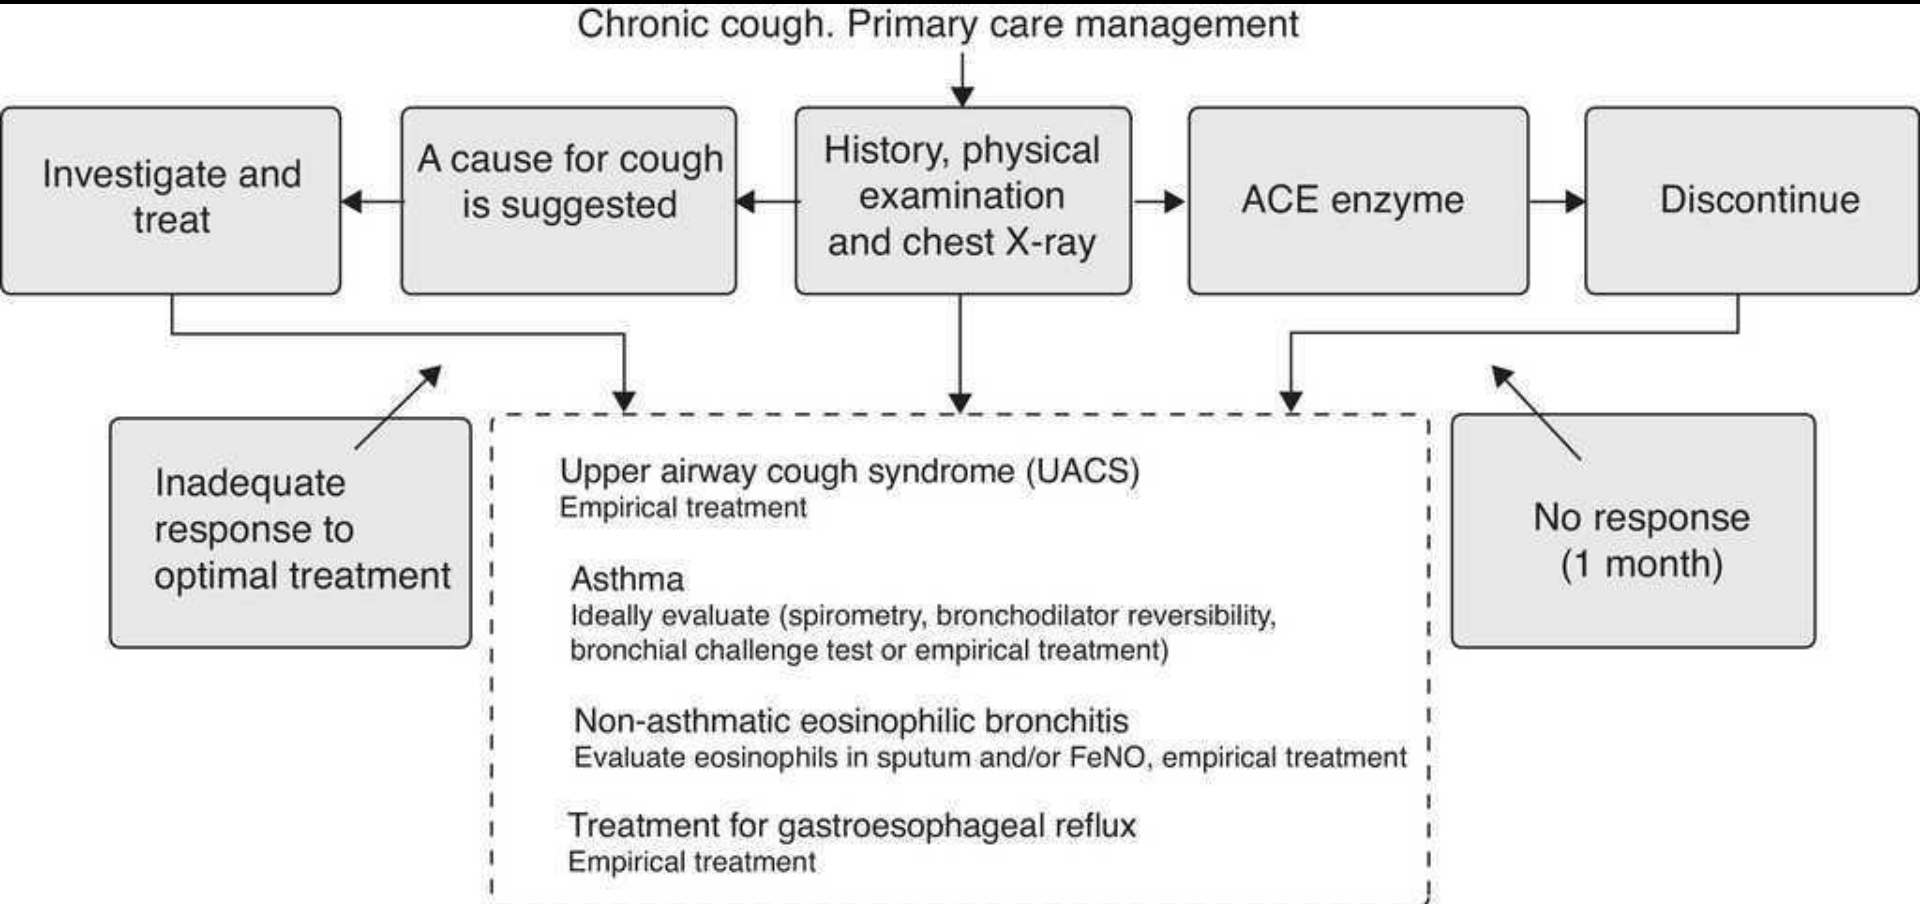 Chronic cough. Primary care management
Investigate and
treat
A cause for cough
is suggested
History, physical
examination
and chest X-ray
ACE enzyme
Discontinue
Inadequate
response to
optimal treatment
Upper airway cough syndrome (UACS)
Empirical treatment
Asthma
Ideally evaluate (spirometry, bronchodilator reversibility,
bronchial challenge test or empirical treatment)
Non-asthmatic eosinophilic bronchitis
Evaluate eosinophils in sputum and/or FeNO, empirical treatment
Treatment for gastroesophageal reflux
Empirical treatment
No response
(1 month)